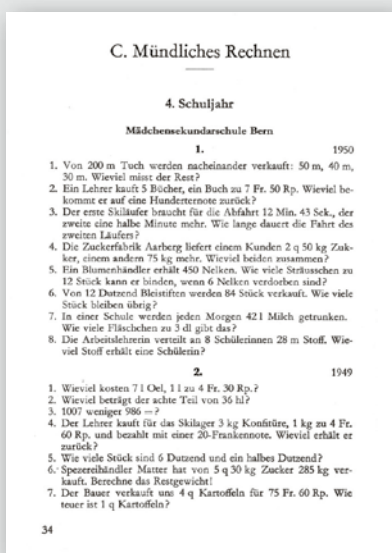 C. Mündliches Rechnen
4. Schuljahr
Mädchensekundarschule Bern
1. 1950
1. Von 200 m Tuch werden nacheinander verkauft: 50 m, 40 m,
30 m. Wieviel misst der Rest?
2. Ein Lehrer kauft 5 Bücher, ein Buch zu 7 Fr. 50 Rp. Wieviel be-
kommt er auf eine Hunderternote zurück?
3. Der erste Skiläufer braucht für die Abfahrt 12 Min. 43 Sek., der
zweite eine halbe Minute mehr. Wie lange dauert die Fahrt des
zweiten Läufers?
4. Die Zuckerfabrik Aarberg liefert einem Kunden 2 q 50 kg Zuk-
ker, einem andern 75 kg mehr. Wieviel beiden zusammen?
5. Ein Blumenhändler erhält 450 Nelken. Wie viele Sträusschen zu
12 Stück kann er binden, wenn 6 Nelken verdorben sind?
6. Von 12 Dutzend Bleistiften werden 84 Stück verkauft. Wie viele
Stück bleiben übrig?
7. In einer Schule werden jeden Morgen 42 l Milch getrunken.
Wie viele Fläschchen zu 3 dl gibt das?
8. Die Arbeitslehrerin verteilt an 8 Schülerinnen 28 m Stoff. Wie-
viel Stoff erhält eine Schülerin?
2. 1949
1. Wieviel kosten 7 l Oel, 1 l zu 4 Fr. 30 Rp.?
2. Wieviel beträgt der achte Teil von 36 hl?
3. 1007 weniger 986 = ?
4. Der Lehrer kauft für das Skilager 3 kg Konfitüre, 1 kg zu 4 Fr.
60 Rp. und bezahlt mit einer 20-Frankennote. Wieviel erhält er
zurück?
5. Wie viele Stück sind 6 Dutzend und ein halbes Dutzend?
6. Spezereihändler Matter hat von 5 q 30 kg Zucker 285 kg ver-
kauft. Berechne das Restgewicht!
7. Der Bauer verkauft uns 4 q Kartoffeln für 75 Fr. 60 Rp. Wie
teuer ist 1 q Kartoffeln?
34